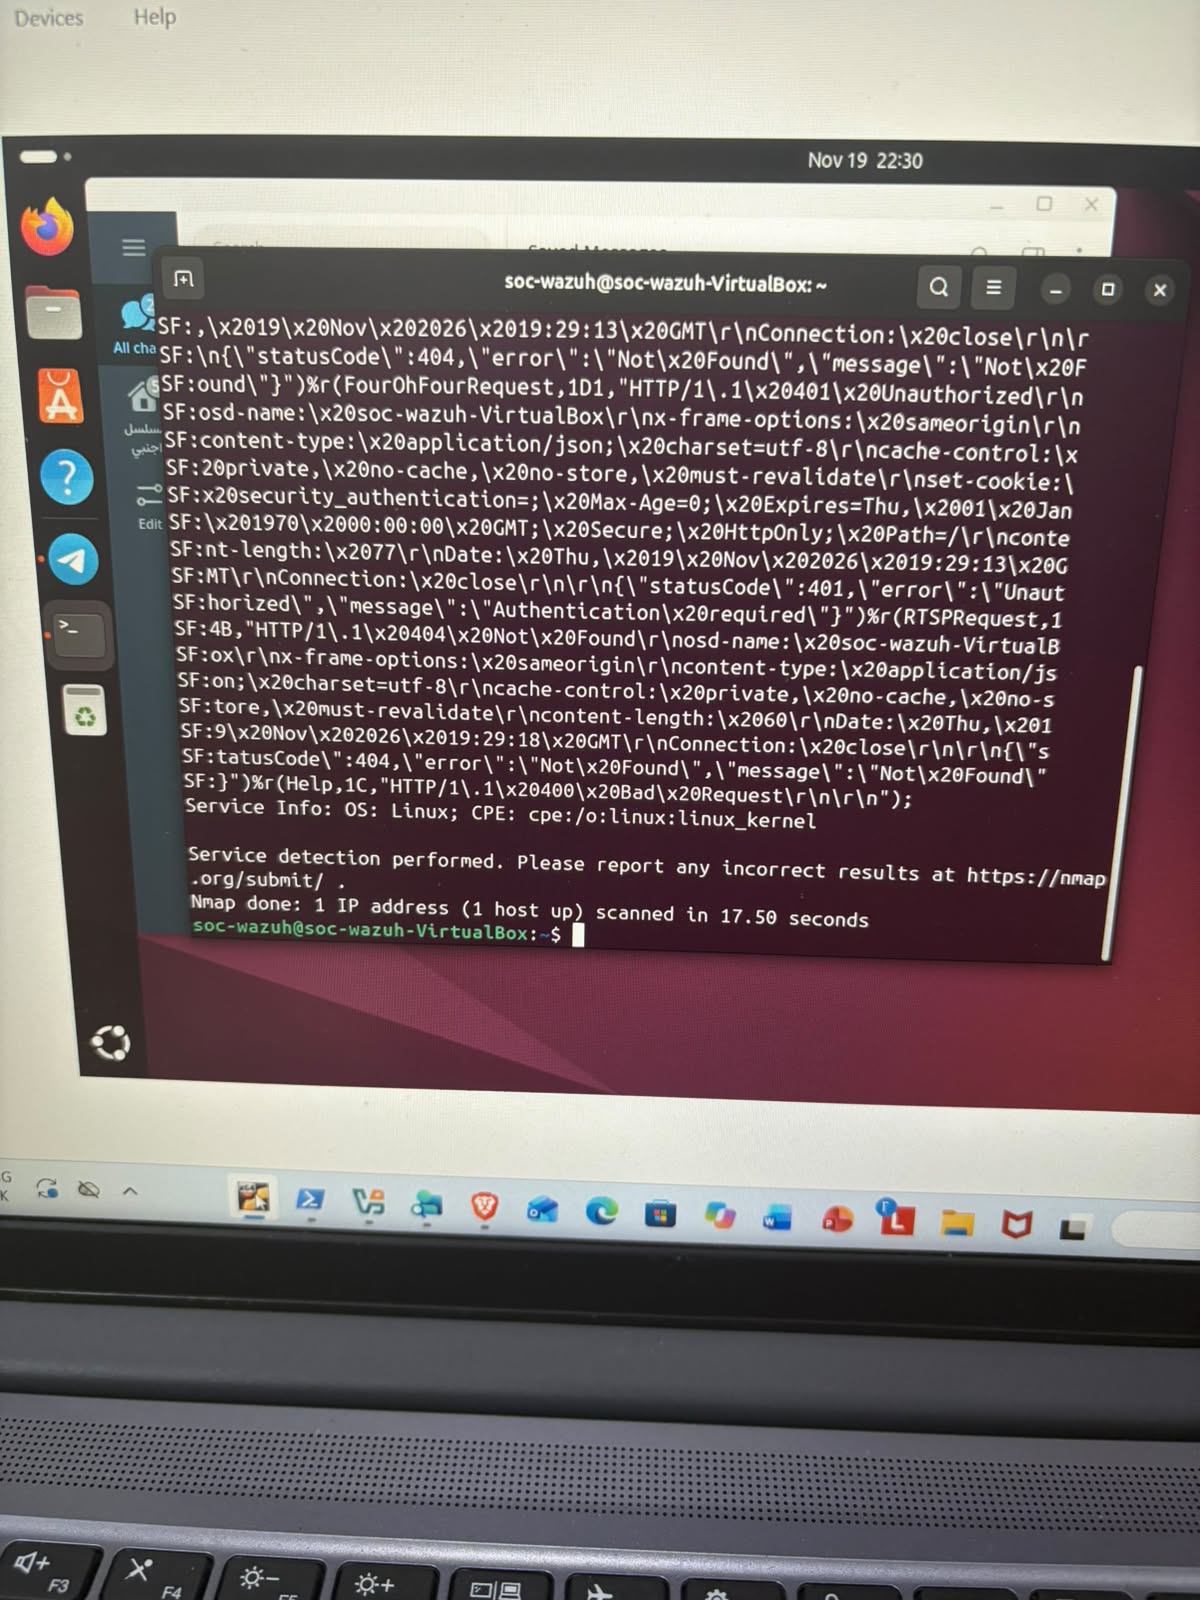 Devices Help
Nov 19 22:30
soc-wazuh@soc-wazuh-VirtualBox: ~
All cha
مسلسل
اجنبي
Edit
SF:,\x2019\x20Nov\x202026\x2019:29:13\x20GMT\r\nConnection:\x20close\r\n\r
SF:\n{\"statusCode\":404,\"error\":\"Not\x20Found\",\"message\":\"Not\x20F
SF:ound\"}")%r(FourOhFourRequest,1D1,"HTTP/1\.1\x20401\x20Unauthorized\r\n
SF:osd-name:\x20soc-wazuh-VirtualBox\r\nx-frame-options:\x20sameorigin\r\n
SF:content-type:\x20application/json;\x20charset=utf-8\r\ncache-control:\x
SF:20private,\x20no-cache,\x20no-store,\x20must-revalidate\r\nset-cookie:\
SF:x20security_authentication=;\x20Max-Age=0;\x20Expires=Thu,\x2001\x20Jan
SF:\x201970\x2000:00:00\x20GMT;\x20Secure;\x20HttpOnly;\x20Path=/\r\nconte
SF:nt-length:\x2077\r\nDate:\x20Thu,\x2019\x20Nov\x202026\x2019:29:13\x20G
SF:MT\r\nConnection:\x20close\r\n\r\n{\"statusCode\":401,\"error\":\"Unaut
SF:horized\",\"message\":\"Authentication\x20required\"}")%r(RTSPRequest,1
SF:4B,"HTTP/1\.1\x20404\x20Not\x20Found\r\nosd-name:\x20soc-wazuh-VirtualB
SF:ox\r\nx-frame-options:\x20sameorigin\r\ncontent-type:\x20application/js
SF:on;\x20charset=utf-8\r\ncache-control:\x20private,\x20no-cache,\x20no-s
SF:tore,\x20must-revalidate\r\ncontent-length:\x2060\r\nDate:\x20Thu,\x201
SF:9\x20Nov\x202026\x2019:29:18\x20GMT\r\nConnection:\x20close\r\n\r\n{\"s
SF:tatusCode\":404,\"error\":\"Not\x20Found\",\"message\":\"Not\x20Found\"
SF:}")%r(Help,1C,"HTTP/1\.1\x20400\x20Bad\x20Request\r\n\r\n");
Service Info: OS: Linux; CPE: cpe:/o:linux:linux_kernel
Service detection performed. Please report any incorrect results at https://nmap
.org/submit/ .
Nmap done: 1 IP address (1 host up) scanned in 17.50 seconds
soc-wazuh@soc-wazuh-VirtualBox:~$
F3 F4